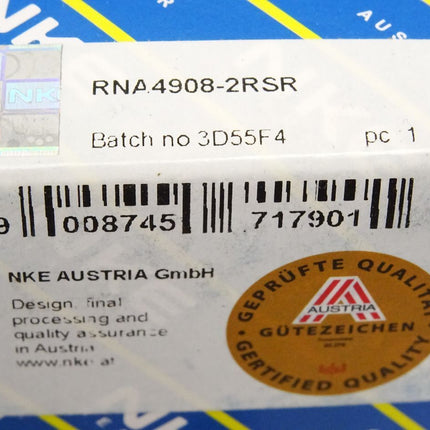 NKE
RNA4908-2RSR
Batch no 3D55F4 pc 1
9 008745 717901
NKE AUSTRIA GmbH
Design, final
processing and
quality assurance
in Austria
www.nke.at
GEPRÜFTE QUALITÄT
AUSTRIA
GÜTEZEICHEN
CERTIFIED QUALITY